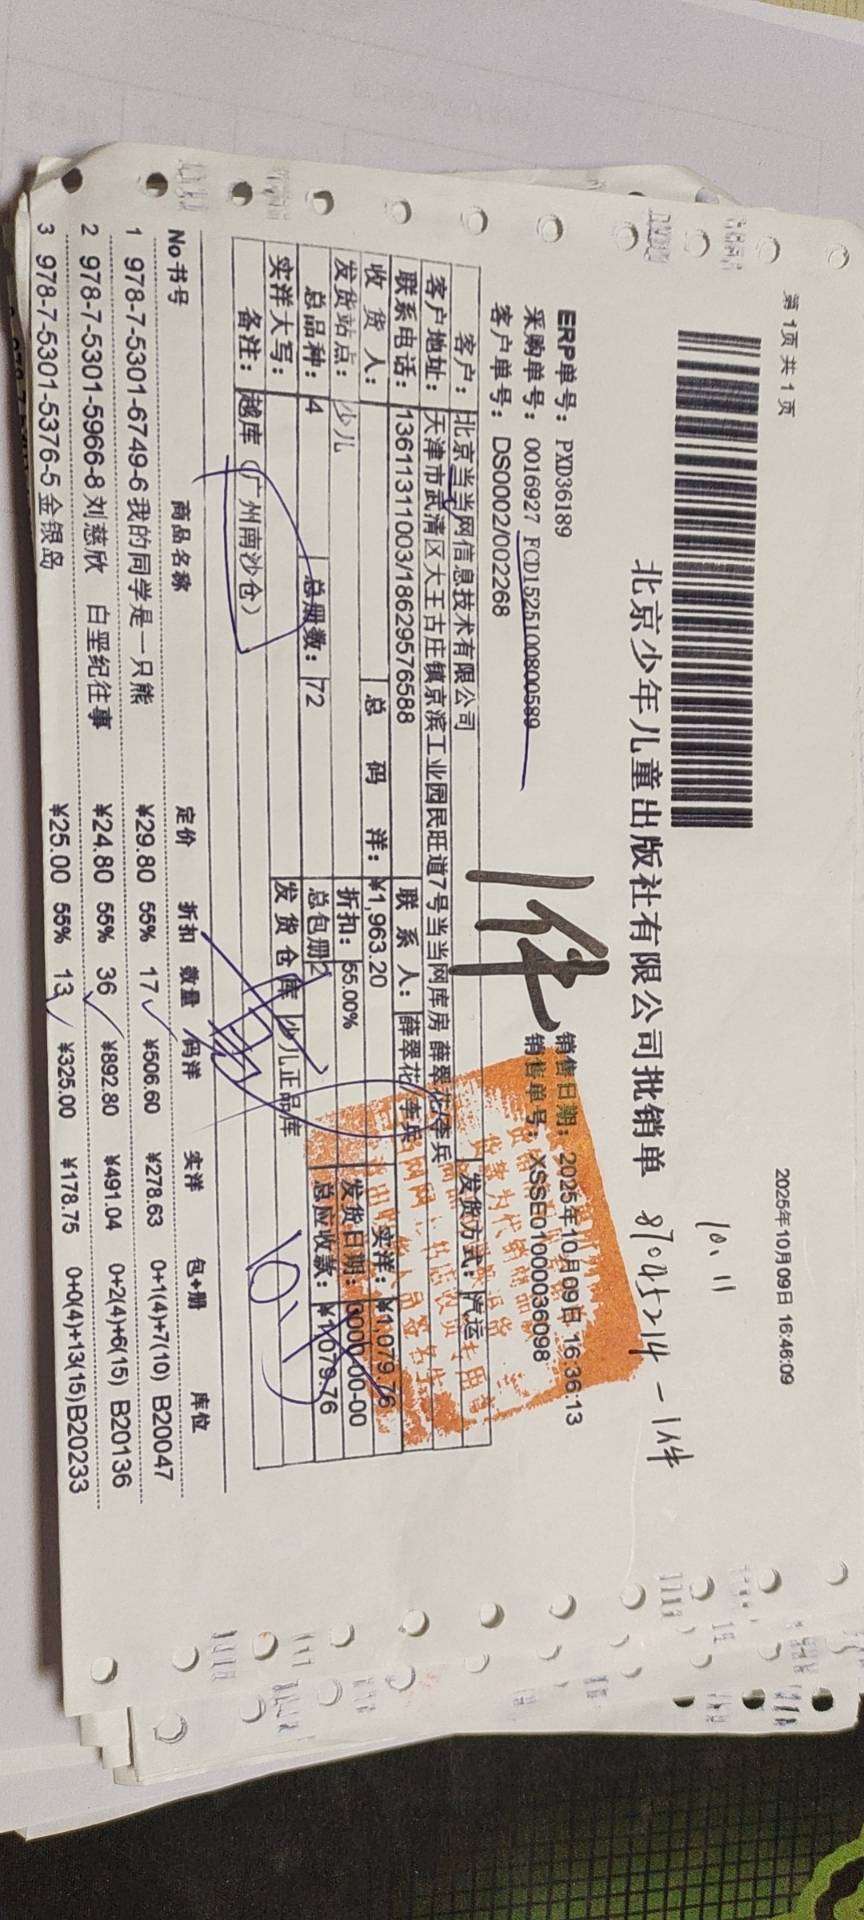 第 1页 共 1 页
2025年10月09日 16:46:09
10.11
北京少年儿童出版社有限公司批销单 87045214-1件
ERP单号：PXD36189
采购单号：0016927 FCD1525100800589
客户单号：DS0002/002268
1件
销售日期：2025年10月09日 16:36:13
销售单号：XSSE01000036098
客户：北京当当网信息技术有限公司 发货方式：汽运
客户地址：天津市武清区大王古庄镇京滨工业园民旺道7号当当网库房 薛翠花/李兵
联系电话：13611311003/18629576588 联 系 人：薛翠花/李兵
收 货 人： 总 码 洋：¥1,963.20 实洋：¥1,079.76
发货站点：少儿 折扣：55.00% 发货日期：0000-00-00
总品种：4 总册数：72 总包册2 总应收款：¥1,079.76
实洋大写： 发 货 仓 库 少儿正品库
备注：越库（广州南沙仓）
No书号 商品名称 定价 折扣 数量 码洋 实洋 包+册 库位
1 978-7-5301-6749-6 我的同学是一只熊 ¥29.80 55% 17 ¥506.60 ¥278.63 0+1(4)+7(10) B20047
2 978-7-5301-5966-8 刘慈欣 白垩纪往事 ¥24.80 55% 36 ¥892.80 ¥491.04 0+2(4)+6(15) B20136
3 978-7-5301-5376-5 金银岛 ¥25.00 55% 13 ¥325.00 ¥178.75 0+0(4)+13(15) B20233